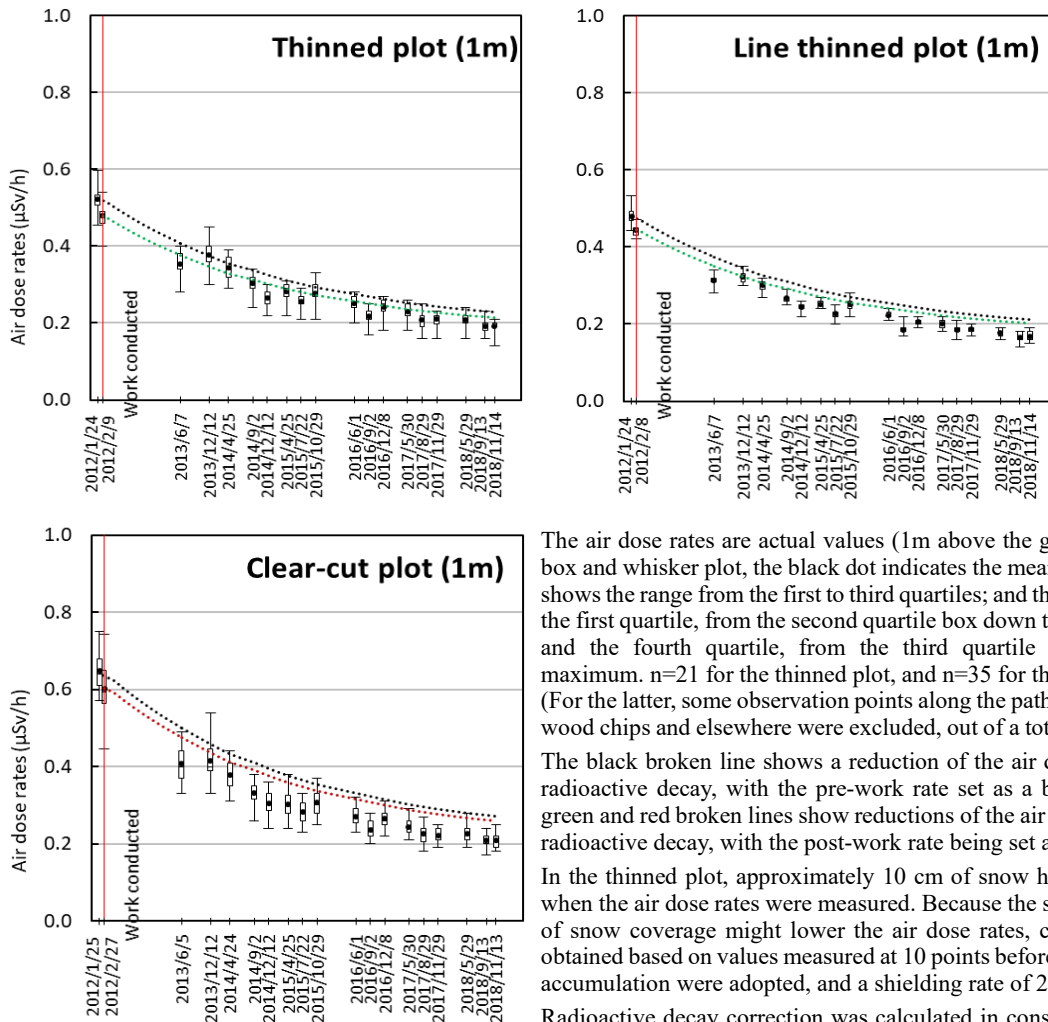 1.0
0.8
0.6
0.4
0.2
0.0
Air dose rates (μSv/h)
Thinned plot (1m)
Work conducted
2012/1/24
2012/2/9
2013/6/7
2013/12/12
2014/4/25
2014/9/2
2014/12/12
2015/4/25
2015/7/22
2015/10/29
2016/6/1
2016/9/2
2016/12/8
2017/5/30
2017/8/29
2017/11/29
2018/5/29
2018/9/13
2018/11/14
1.0
0.8
0.6
0.4
0.2
0.0
Line thinned plot (1m)
Work conducted
2012/1/24
2012/2/8
2013/6/7
2013/12/12
2014/4/25
2014/9/2
2014/12/12
2015/4/25
2015/7/22
2015/10/29
2016/6/1
2016/9/2
2016/12/8
2017/5/30
2017/8/29
2017/11/29
2018/5/29
2018/9/13
2018/11/14
1.0
0.8
0.6
0.4
0.2
0.0
Air dose rates (μSv/h)
Clear-cut plot (1m)
Work conducted
2012/1/25
2012/2/27
2013/6/5
2013/12/12
2014/4/24
2014/9/2
2014/12/12
2015/4/25
2015/7/22
2015/10/29
2016/6/1
2016/9/2
2016/12/8
2017/5/30
2017/8/29
2017/11/29
2018/5/29
2018/9/13
2018/11/13
The air dose rates are actual values (1m above the g
box and whisker plot, the black dot indicates the mear
shows the range from the first to third quartiles; and th
the first quartile, from the second quartile box down t
and the fourth quartile, from the third quartile
maximum. n=21 for the thinned plot, and n=35 for th
(For the latter, some observation points along the path
wood chips and elsewhere were excluded, out of a tot
The black broken line shows a reduction of the air d
radioactive decay, with the pre-work rate set as a b
green and red broken lines show reductions of the air
radioactive decay, with the post-work rate being set a
In the thinned plot, approximately 10 cm of snow h
when the air dose rates were measured. Because the s
of snow coverage might lower the air dose rates, c
obtained based on values measured at 10 points before
accumulation were adopted, and a shielding rate of 2
Radioactive decay correction was calculated in cons